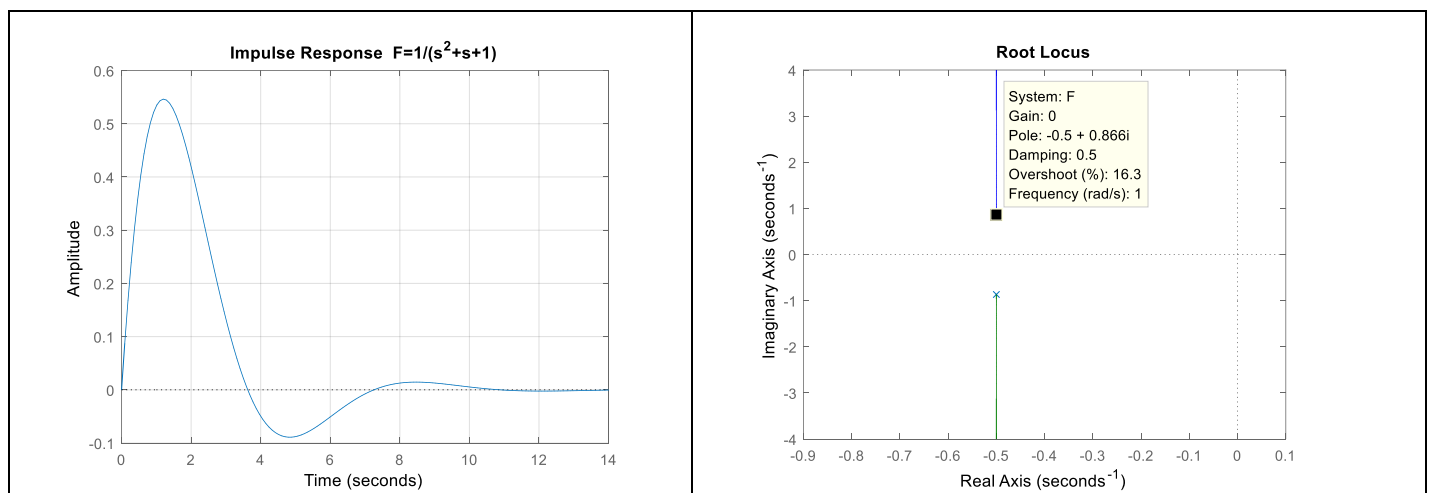 Impulse Response F=1/(s²+s+1)
0.6
0.5
0.4
0.3
0.2
0.1
0
-0.1
Amplitude
0 2 4 6 8 10 12 14
Time (seconds)
Root Locus
4
3
2
1
0
-1
-2
-3
-4
Imaginary Axis (seconds⁻¹)
System: F
Gain: 0
Pole: -0.5 + 0.866i
Damping: 0.5
Overshoot (%): 16.3
Frequency (rad/s): 1
-0.9 -0.8 -0.7 -0.6 -0.5 -0.4 -0.3 -0.2 -0.1 0 0.1
Real Axis (seconds⁻¹)